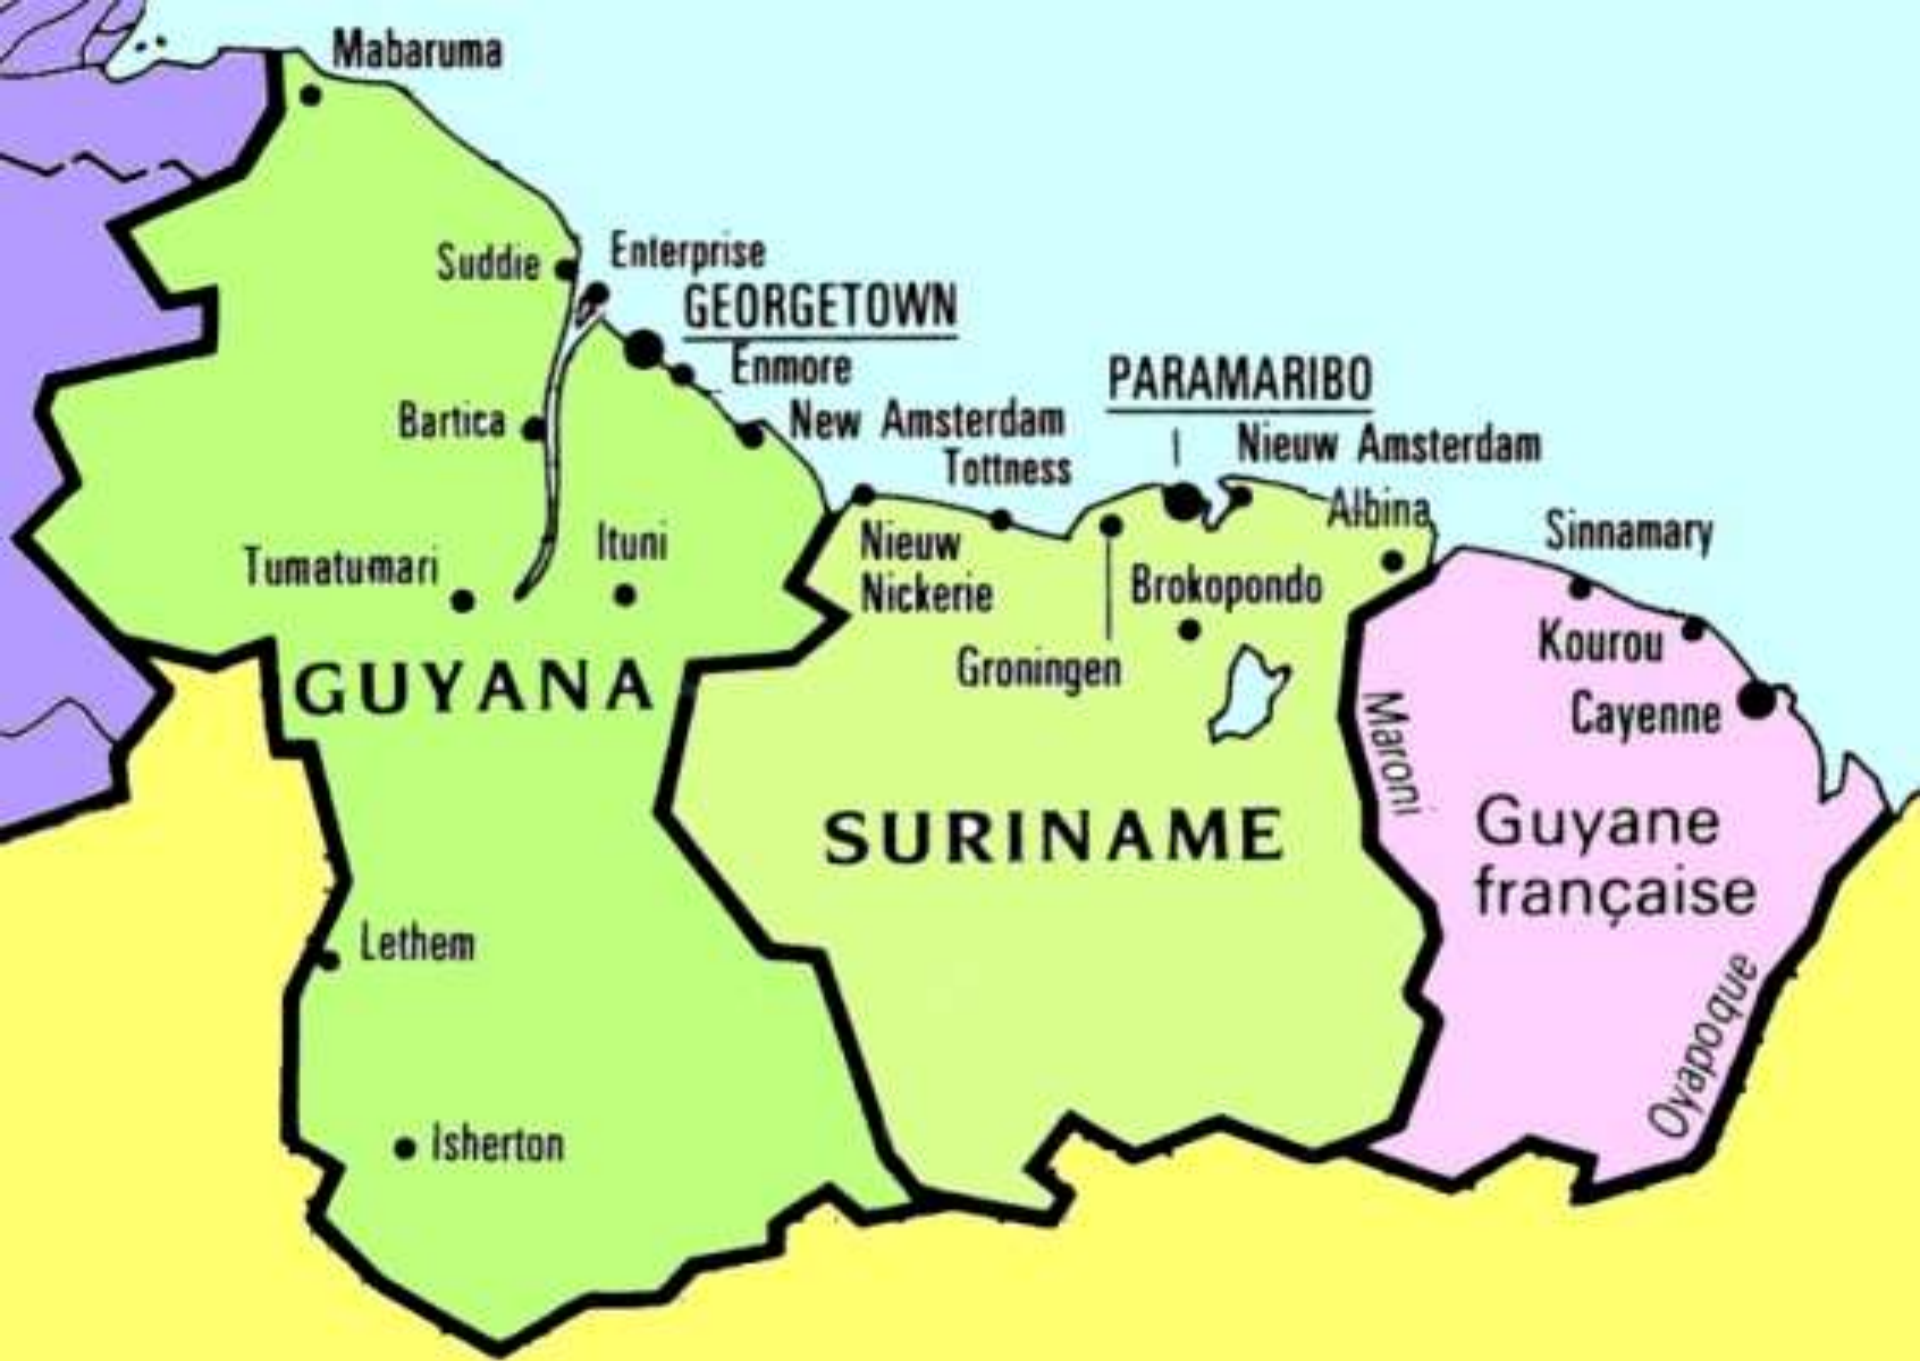 Mabaruma
Suddie
Enterprise
GEORGETOWN
Enmore
Bartica
New Amsterdam
Tottness
PARAMARIBO
Nieuw Amsterdam
Albina
Sinnamary
Tumatumari
Ituni
Nieuw
Nickerie
Brokopondo
Groningen
Kourou
Cayenne
GUYANA
Maroni
SURINAME
Guyane
française
Lethem
Oyapoque
Isherton